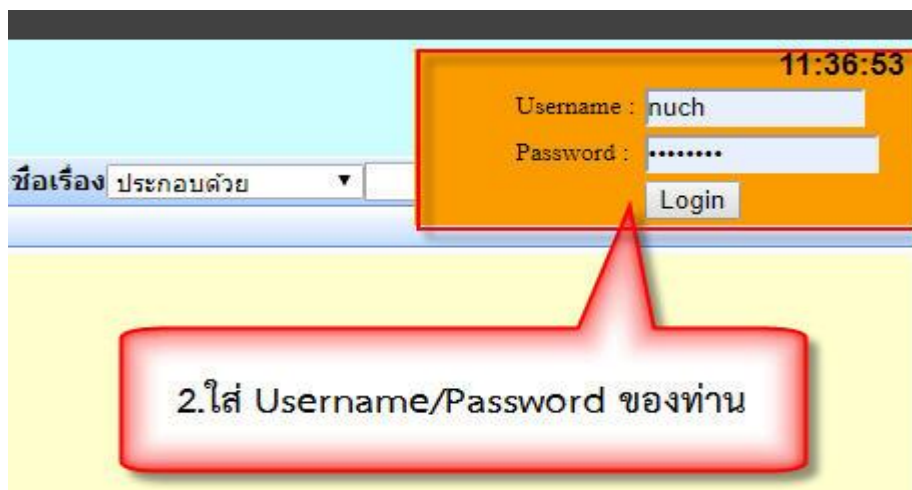 11:36:53
Username : nuch
Password : ••••••••
ชื่อเรื่อง ประกอบด้วย
Login
2.ใส่ Username/Password ของท่าน